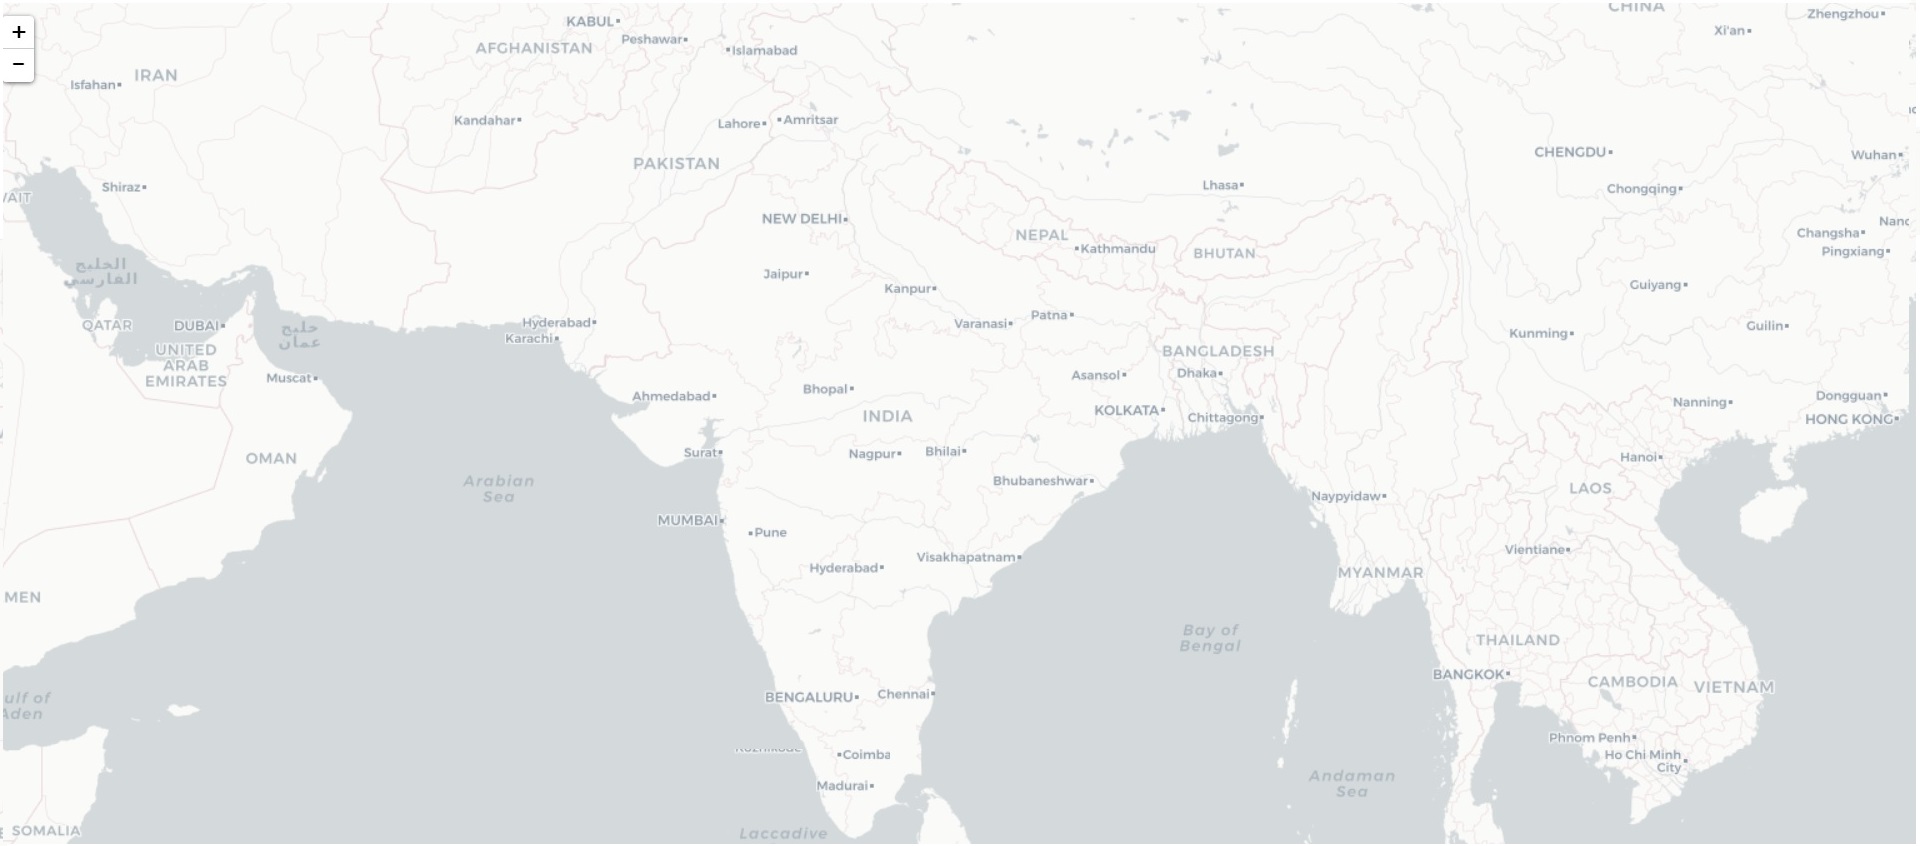 +
−
CHINA
Zhengzhou
KABUL
Xi'an
Peshawar
AFGHANISTAN
Islamabad
IRAN
Isfahan
Kandahar
Lahore
Amritsar
CHENGDU
Wuhan
PAKISTAN
Shiraz
Lhasa
Chongqing
NEW DELHI
Changsha
NEPAL
Kathmandu
BHUTAN
Pingxiang
الخليج
الفارسي
Jaipur
Kanpur
Guiyang
QATAR
DUBAI
خليج
عمان
Hyderabad
Karachi
Varanasi
Patna
Kunming
Guilin
UNITED
ARAB
EMIRATES
BANGLADESH
Muscat
Asansol
Dhaka
Ahmedabad
Bhopal
INDIA
KOLKATA
Chittagong
Nanning
Dongguan
HONG KONG
OMAN
Surat
Nagpur
Bhilai
Hanoi
Arabian
Sea
Bhubaneshwar
Naypyidaw
LAOS
MUMBAI
Pune
Hyderabad
Visakhapatnam
Vientiane
MYANMAR
MEN
Bay of
Bengal
THAILAND
BANGKOK
CAMBODIA
VIETNAM
ulf of
Aden
BENGALURU
Chennai
Coimba
Phnom Penh
Ho Chi Minh
City
Madurai
Andaman
Sea
SOMALIA
Laccadive